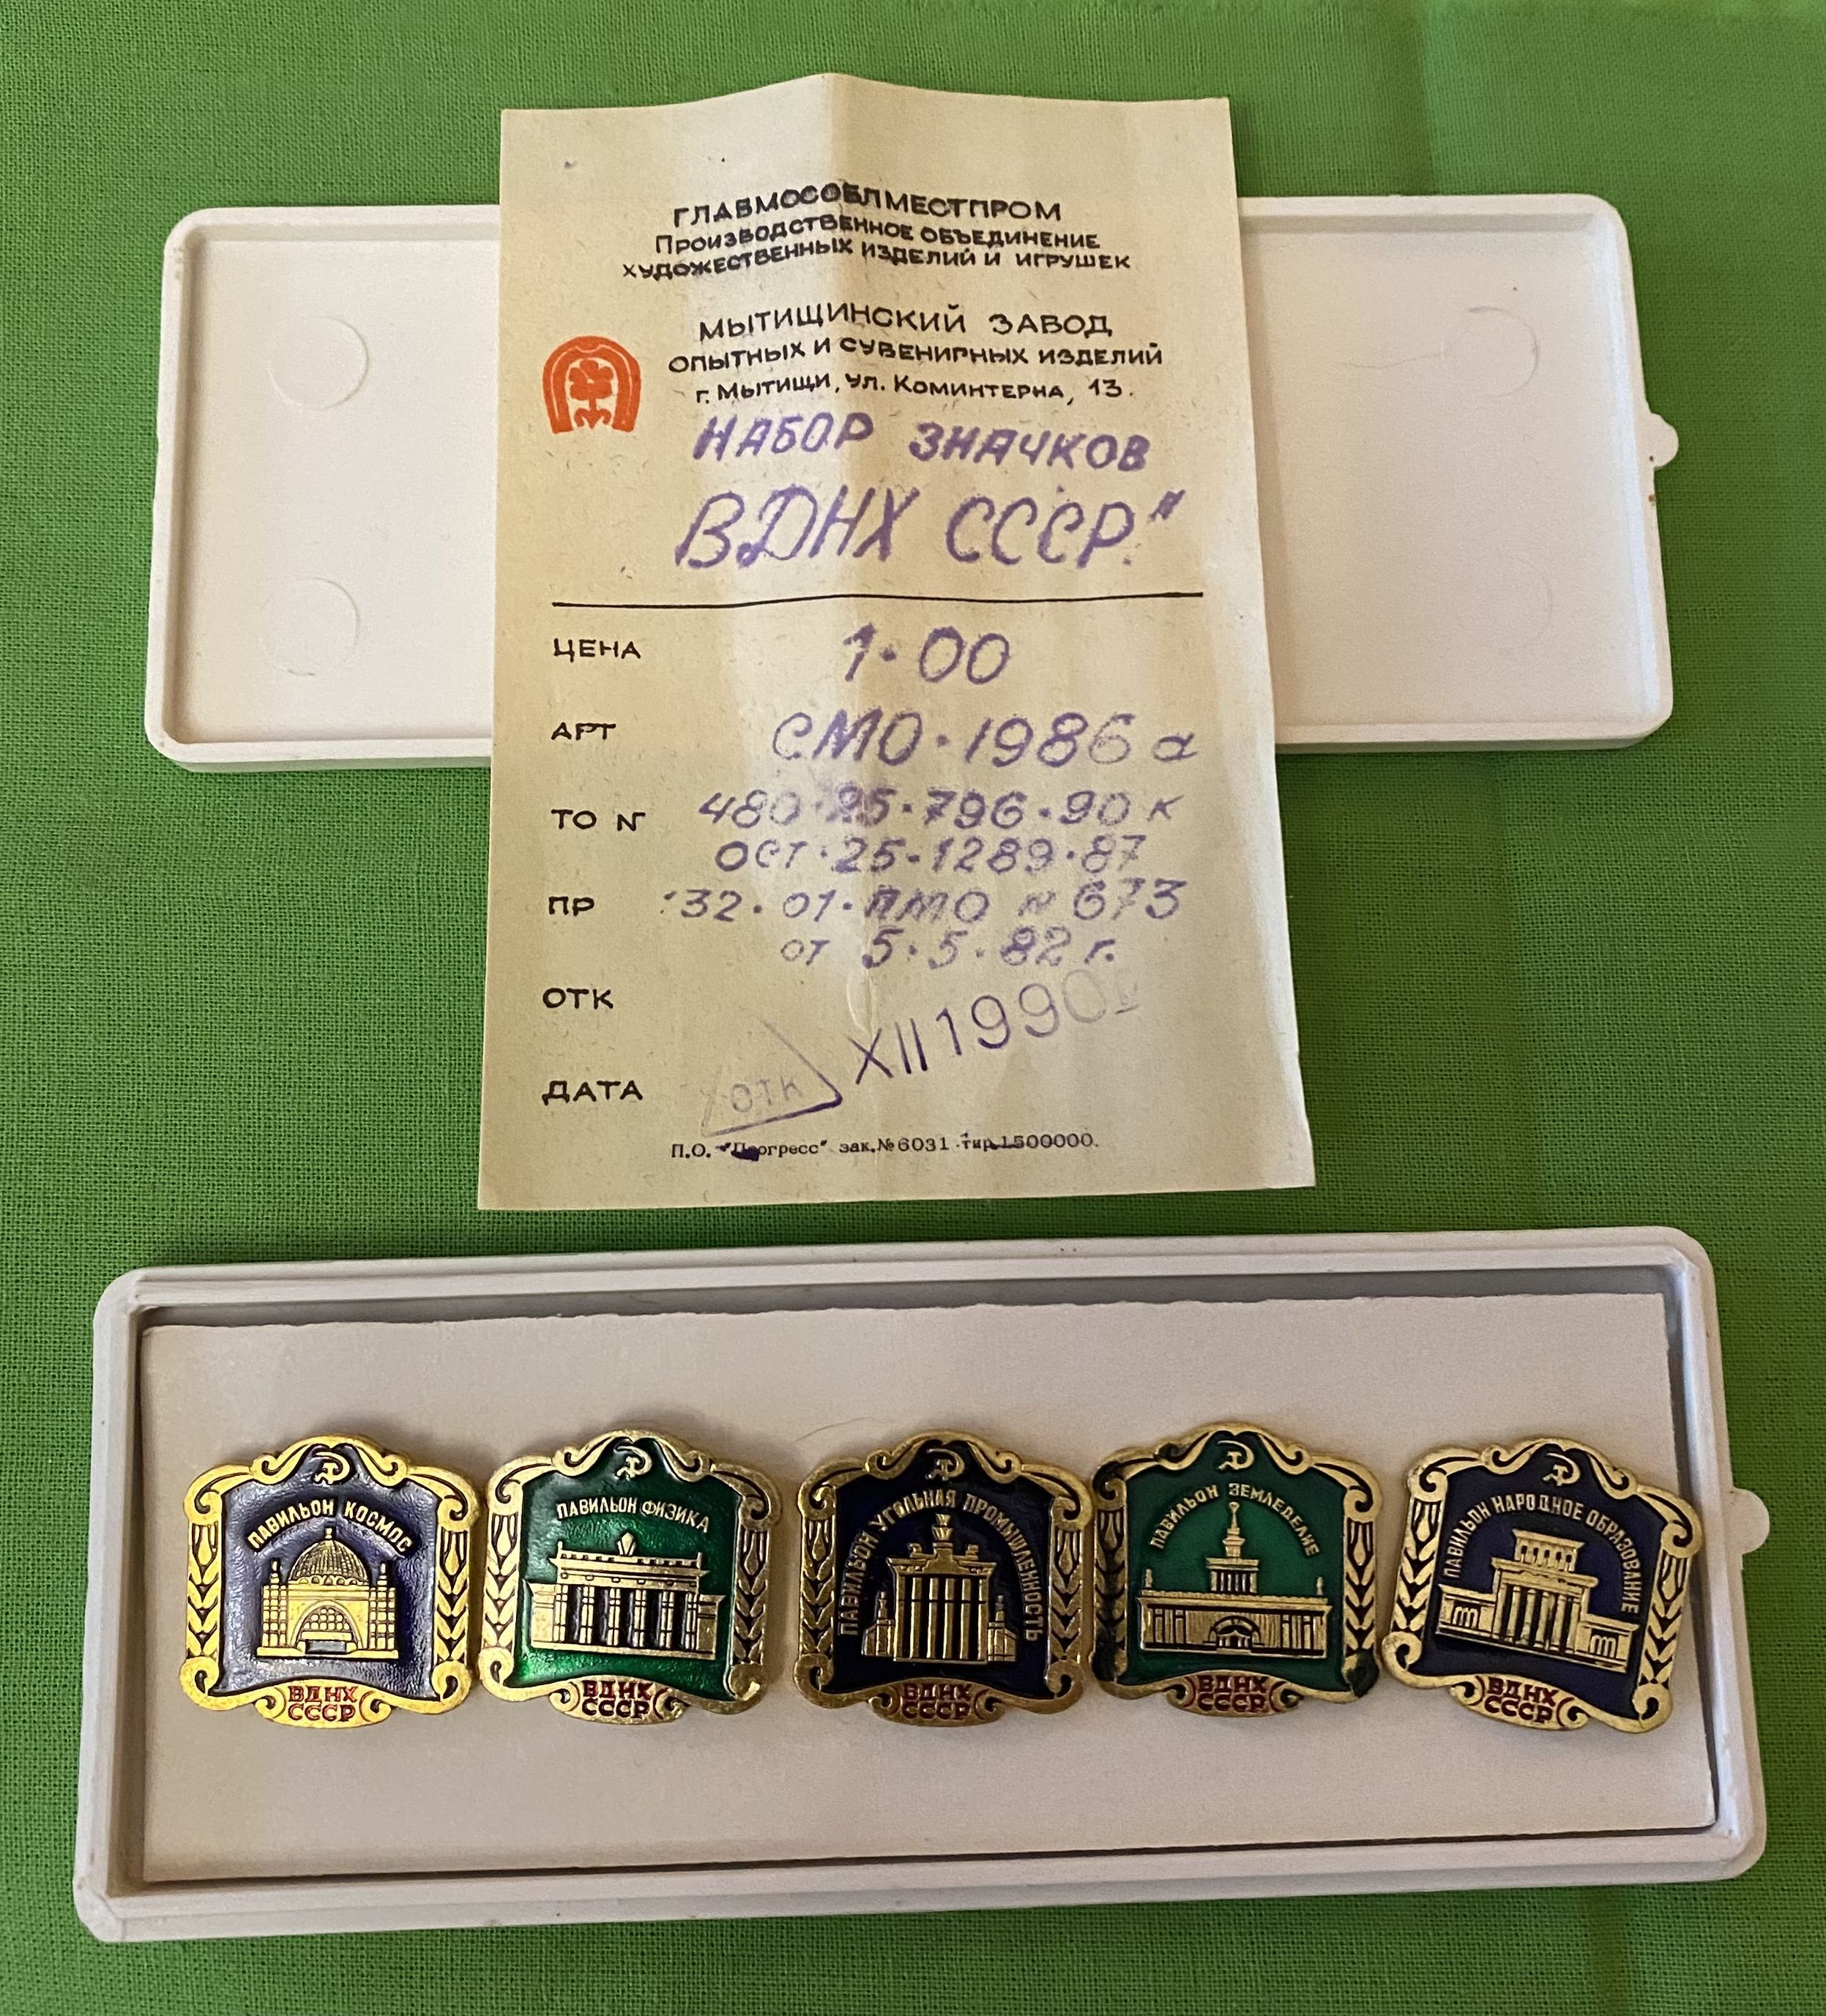 ГЛАВМОСОБЛМЕСТПРОМ
ПРОИЗВОДСТВЕННОЕ ОБЪЕДИНЕНИЕ
ХУДОЖЕСТВЕННЫХ ИЗДЕЛИЙ И ИГРУШЕК
МЫТИЩИНСКИЙ ЗАВОД
ОПЫТНЫХ И СУВЕНИРНЫХ ИЗДЕЛИЙ
г. Мытищи, ул. Коминтерна, 13.
НАБОР ЗНАЧКОВ
ВДНХ СССР."
ЦЕНА 1·00
АРТ СМО·1986 а
ТО № 480·25·796·90 к
ОСТ·25·1289·87
ПР 32·01·ПМО № 673
от 5·5·82 г.
ОТК
XII 1990
ДАТА
ОТК
П.О. "Прогресс" зак.№6031 тир 1500000.
ПАВИЛЬОН КОСМОС
ВДНХ
СССР
ПАВИЛЬОН ФИЗИКА
ВДНХ
СССР
ПАВИЛЬОН УГОЛЬНАЯ ПРОМЫШЛЕННОСТЬ
ВДНХ
СССР
ПАВИЛЬОН ЗЕМЛЕДЕЛИЕ
ВДНХ
СССР
ПАВИЛЬОН НАРОДНОЕ ОБРАЗОВАНИЕ
ВДНХ
СССР